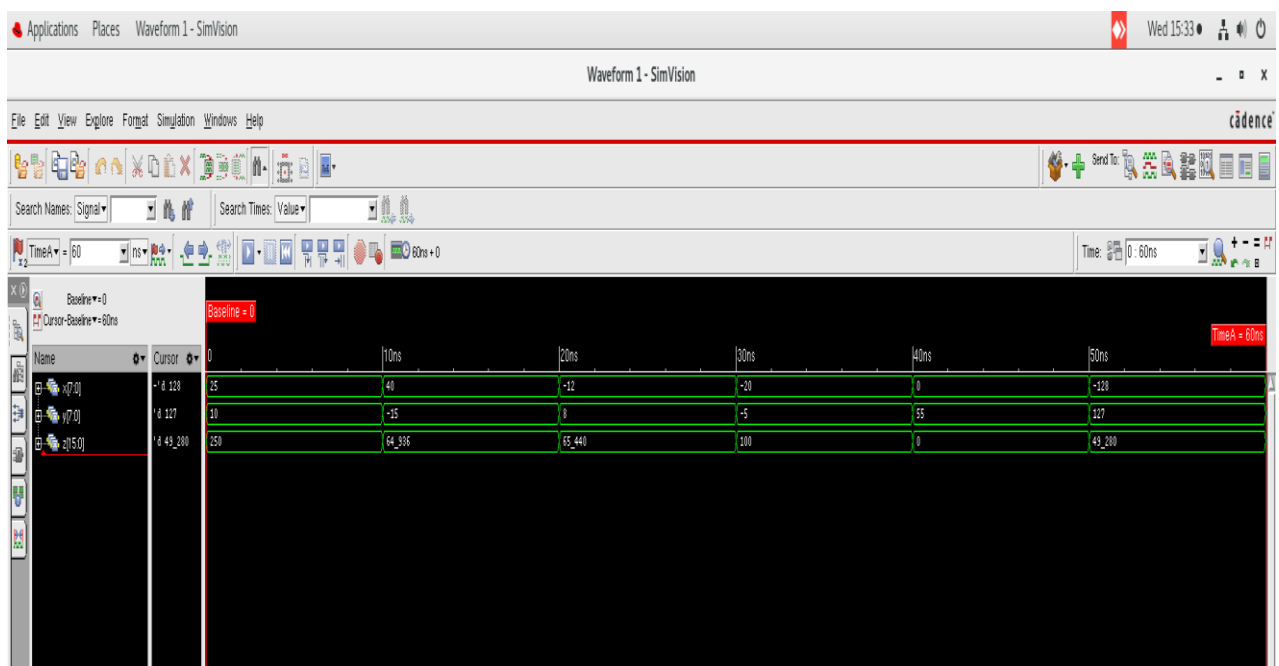 Applications Places Waveform 1 - SimVision Wed 15:33
Waveform 1 - SimVision
File Edit View Explore Format Simulation Windows Help cādence
Send To:
Search Names: Signal Search Times: Value
TimeA = 60 ns 60ns + 0 Time: 0 : 60ns
Baseline = 0
Cursor-Baseline = 60ns
Baseline = 0
TimeA = 60ns
Name Cursor 0 10ns 20ns 30ns 40ns 50ns
x[7:0] -'d 128 25 40 -12 -20 0 -128
y[7:0] 'd 127 10 -15 8 -5 55 127
z[15:0] 'd 49_280 250 64_936 65_440 100 0 49_280